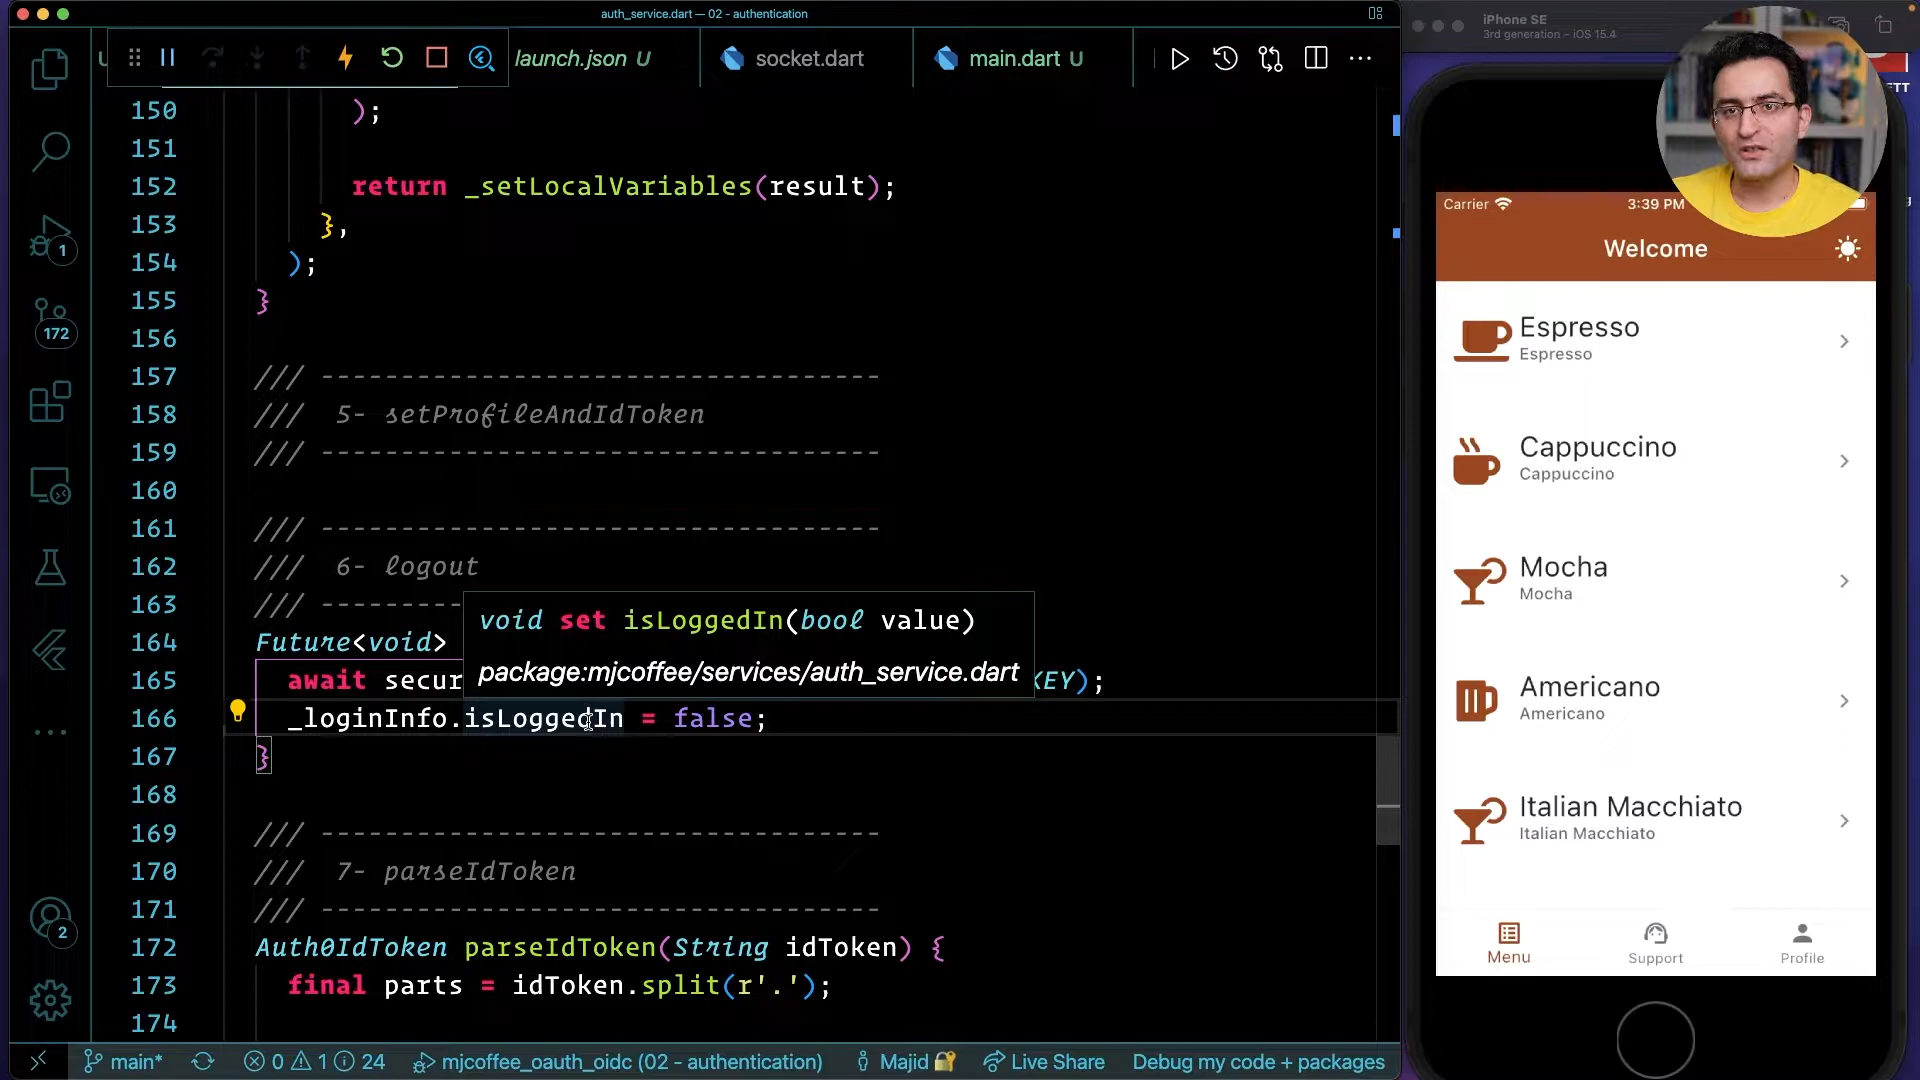 auth_service.dart — 02 - authentication
launch.json U
socket.dart
main.dart U
150 );
151
152 return _setLocalVariables(result);
153 },
154 );
155 }
156
157 /// -----------------------------------
158 /// 5- setProfileAndIdToken
159 /// -----------------------------------
160
161 /// -----------------------------------
162 /// 6- logout
163 /// ---------
164 Future<void>
void set isLoggedIn(bool value)
package:mjcoffee/services/auth_service.dart
165 await secur KEY);
166 _loginInfo.isLoggedIn = false;
167 }
168
169 /// -----------------------------------
170 /// 7- parseIdToken
171 /// -----------------------------------
172 Auth0IdToken parseIdToken(String idToken) {
173 final parts = idToken.split(r'.');
174
1
172
2
main* 0 1 24 mjcoffee_oauth_oidc (02 - authentication) Majid Live Share Debug my code + packages
iPhone SE
3rd generation – iOS 15.4
ETT
Carrier 3:39 PM
Welcome
Espresso
Espresso
Cappuccino
Cappuccino
Mocha
Mocha
Americano
Americano
Italian Macchiato
Italian Macchiato
Menu
Support
Profile